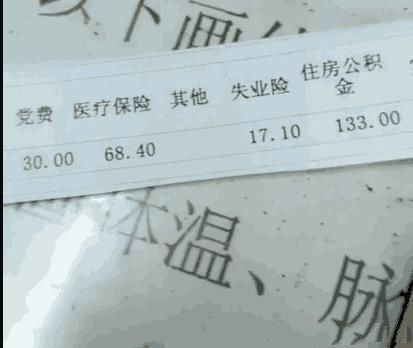 下画
党费 医疗保险 其他 失业险 住房公积金
30.00 68.40 17.10 133.00
体温、脉